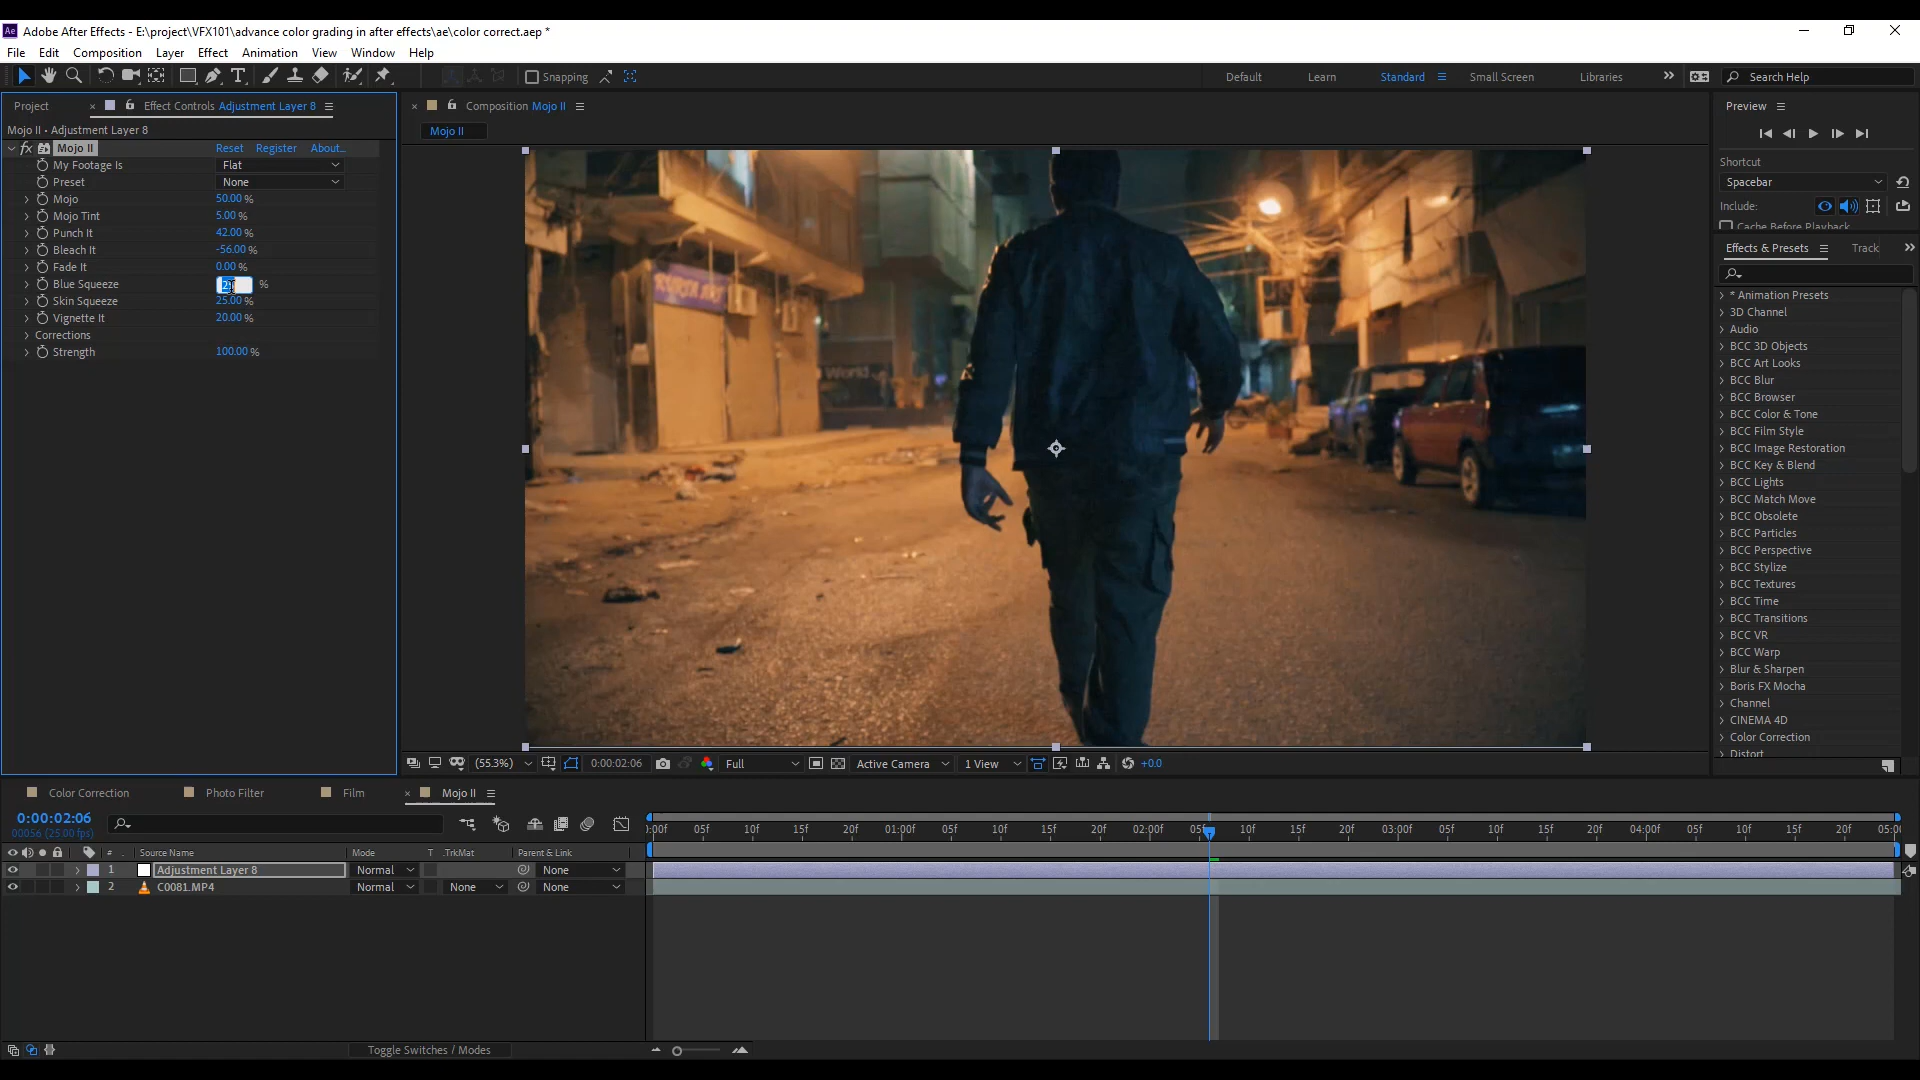 Adobe After Effects - E:\project\VFX101\advance color grading in after effects\ae\color correct.aep *
File Edit Composition Layer Effect Animation View Window Help
Snapping
Default Learn Standard Small Screen Libraries Search Help
Project Effect Controls Adjustment Layer 8
Mojo II • Adjustment Layer 8
fx Mojo II Reset Register About...
My Footage Is Flat
Preset None
Mojo 50.00 %
Mojo Tint 5.00 %
Punch It 42.00 %
Bleach It -56.00 %
Fade It 0.00 %
Blue Squeeze %
Skin Squeeze 25.00 %
Vignette It 20.00 %
Corrections
Strength 100.00 %
Composition Mojo II
Mojo II
World
(55.3%) 0:00:02:06 Full Active Camera 1 View +0.0
Preview
Shortcut
Spacebar
Include:
Cache Before Playback
Effects & Presets Track
* Animation Presets
3D Channel
Audio
BCC 3D Objects
BCC Art Looks
BCC Blur
BCC Browser
BCC Color & Tone
BCC Film Style
BCC Image Restoration
BCC Key & Blend
BCC Lights
BCC Match Move
BCC Obsolete
BCC Particles
BCC Perspective
BCC Stylize
BCC Textures
BCC Time
BCC Transitions
BCC VR
BCC Warp
Blur & Sharpen
Boris FX Mocha
Channel
CINEMA 4D
Color Correction
Distort
Color Correction Photo Filter Film Mojo II
0:00:02:06
00056 (25.00 fps)
:00f 05f 10f 15f 20f 01:00f 05f 10f 15f 20f 02:00f 05f 10f 15f 20f 03:00f 05f 10f 15f 20f 04:00f 05f 10f 15f 20f 05:00
# Source Name Mode T .TrkMat Parent & Link
1 Adjustment Layer 8 Normal None
2 C0081.MP4 Normal None None
Toggle Switches / Modes